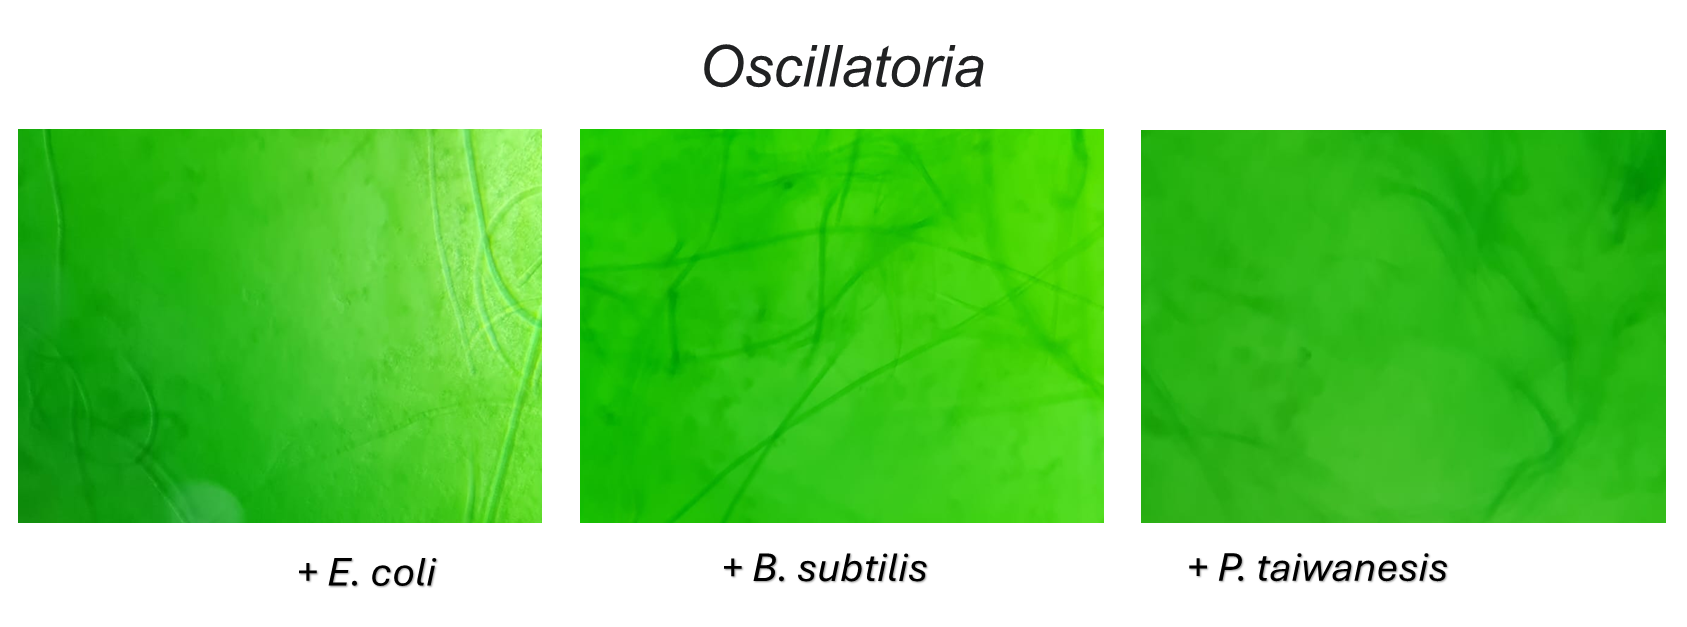 Oscillatoria
+ E. coli
+ B. subtilis
+ P. taiwanesis